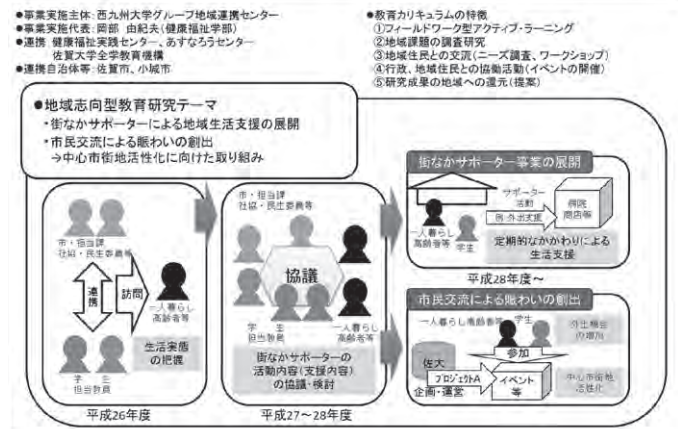 ●事業実施主体:西九州大学グループ地域連携センター
●事業実施代表:岡部 由紀夫(健康福祉学部)
●連携 健康福祉実践センター、あすなろうセンター
佐賀大学全学教育機構
●連携自治体等:佐賀市、小城市
●教育カリキュラムの特徴
①フィールドワーク型アクティブ・ラーニング
②地域課題の調査研究
③地域住民との交流(ニーズ調査、ワークショップ)
④行政、地域住民との協働活動(イベントの開催)
⑤研究成果の地域への還元(提案)
●地域志向型教育研究テーマ
・街なかサポーターによる地域生活支援の展開
・市民交流による賑わいの創出
→中心市街地活性化に向けた取り組み
市・担当課
社協・民生委員等
連携
訪問
一人暮らし
高齢者等
学 生
担当教員
生活実態
の把握
平成26年度
市・担当課
社協・民生委員等
協議
学 生
担当教員
一人暮らし
高齢者等
街なかサポーターの
活動内容(支援内容)
の協議・検討
平成27~28年度
街なかサポーター事業の展開
サポーター
活動
例:外出支援
病院
商店等
一人暮らし
高齢者等
学生
定期的なかかわりによる
生活支援
平成28年度~
市民交流による賑わいの創出
一人暮らし高齢者等
学生
外出機会
の増加
参加
佐大
プロジェクトA
企画・運営
イベント
等
中心市街地
活性化